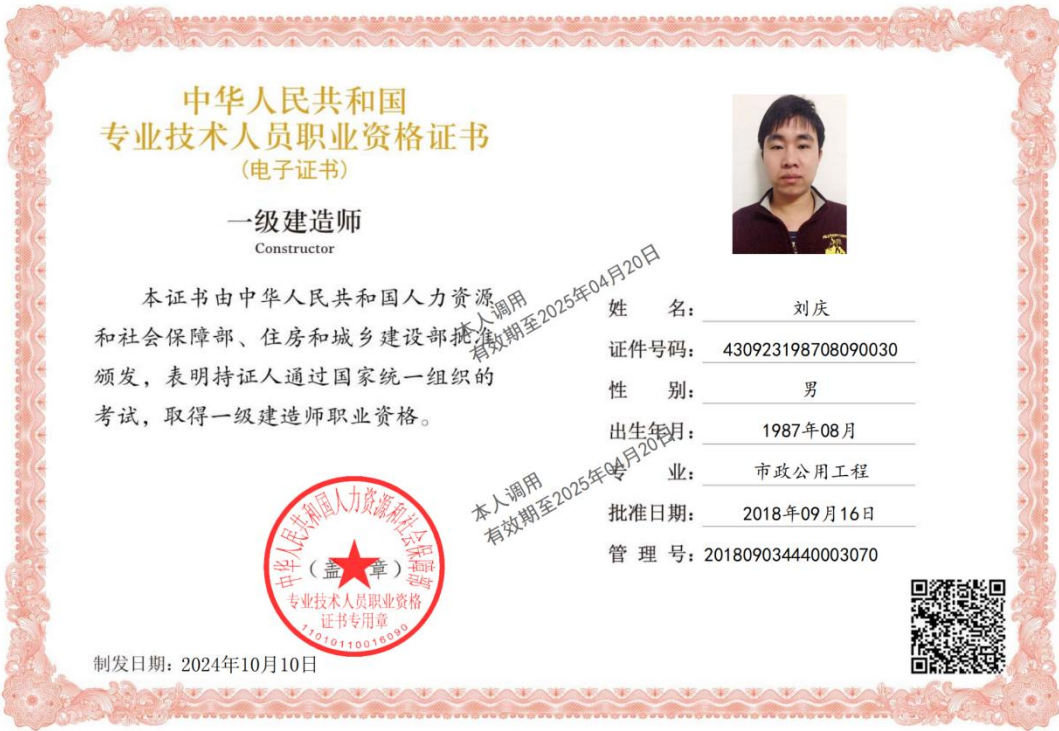 中华人民共和国
专业技术人员职业资格证书
（电子证书）
一级建造师
Constructor
本证书由中华人民共和国人力资源
和社会保障部、住房和城乡建设部批准
颁发，表明持证人通过国家统一组织的
考试，取得一级建造师职业资格。
本人调用
有效期至2025年04月20日
姓 名： 刘庆
证件号码： 430923198708090030
性 别： 男
出生年月： 1987年08月
专 业： 市政公用工程
批准日期： 2018年09月16日
管 理 号： 201809034440003070
本人调用
有效期至2025年04月20日
中华人民共和国人力资源和社会保障部
（盖 章）
专业技术人员职业资格
证书专用章
11010110016090
制发日期：2024年10月10日